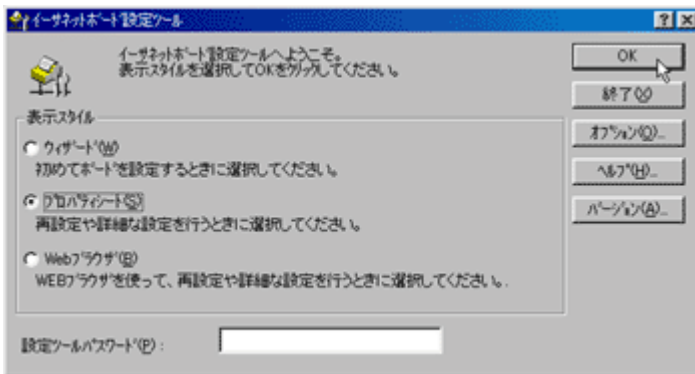 イーサネットボード設定ツール
イーサネットボード設定ツールへようこそ。
表示スタイルを選択してOKをクリックしてください。
OK
終了(X)
オプション(O)...
ヘルプ(H)...
バージョン(A)...
表示スタイル
ウィザード(W)
初めてボードを設定するときに選択してください。
プロパティシート(S)
再設定や詳細な設定を行うときに選択してください。
Webブラウザ(B)
WEBブラウザを使って、再設定や詳細な設定を行うときに選択してください。.
設定ツールパスワード(P) :